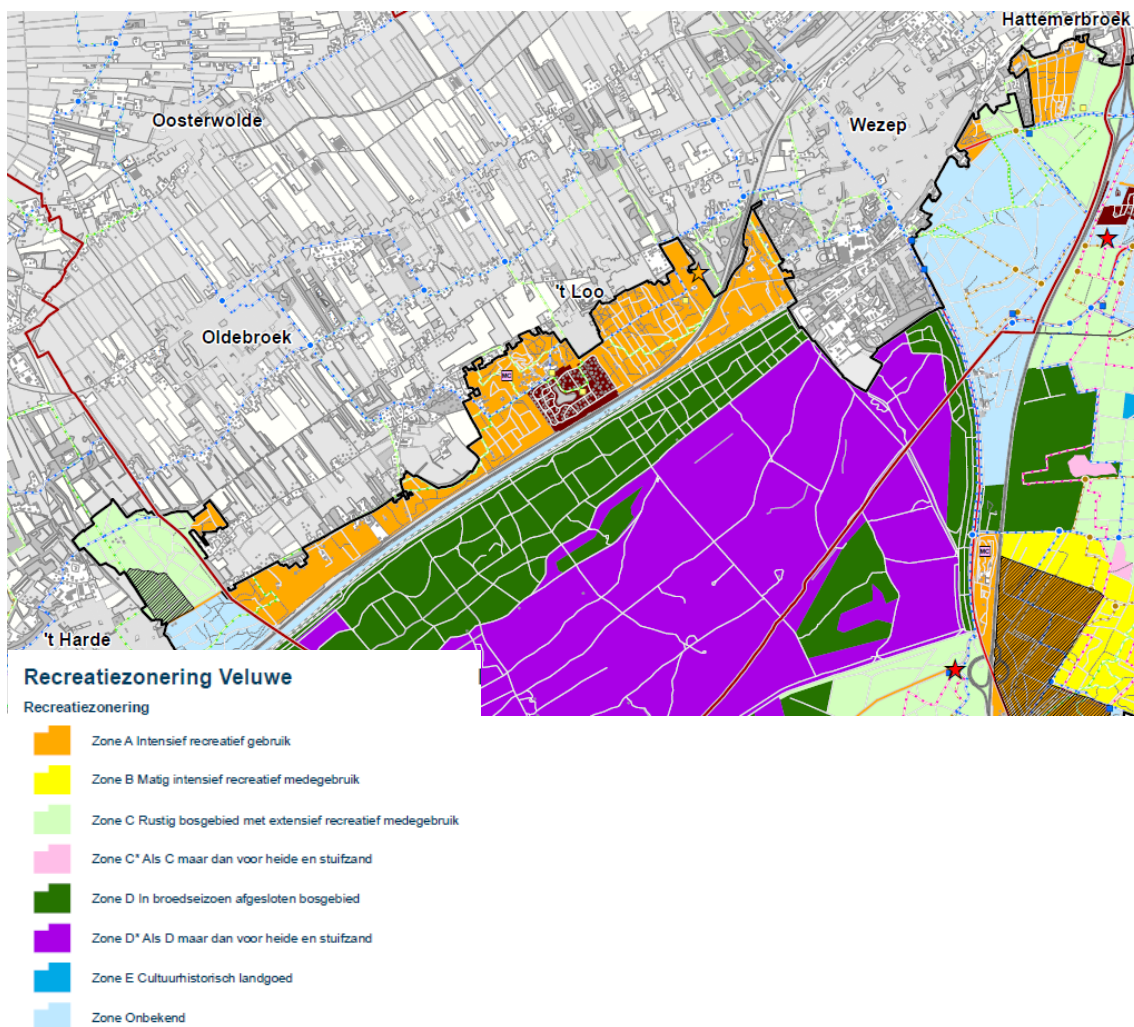 Hattemerbroek
Oosterwolde
Wezep
't Loo
Oldebroek
MC
MC
't Harde
Recreatiezonering Veluwe
Recreatiezonering
Zone A Intensief recreatief gebruik
Zone B Matig intensief recreatief medegebruik
Zone C Rustig bosgebied met extensief recreatief medegebruik
Zone C* Als C maar dan voor heide en stuifzand
Zone D In broedseizoen afgesloten bosgebied
Zone D* Als D maar dan voor heide en stuifzand
Zone E Cultuurhistorisch landgoed
Zone Onbekend